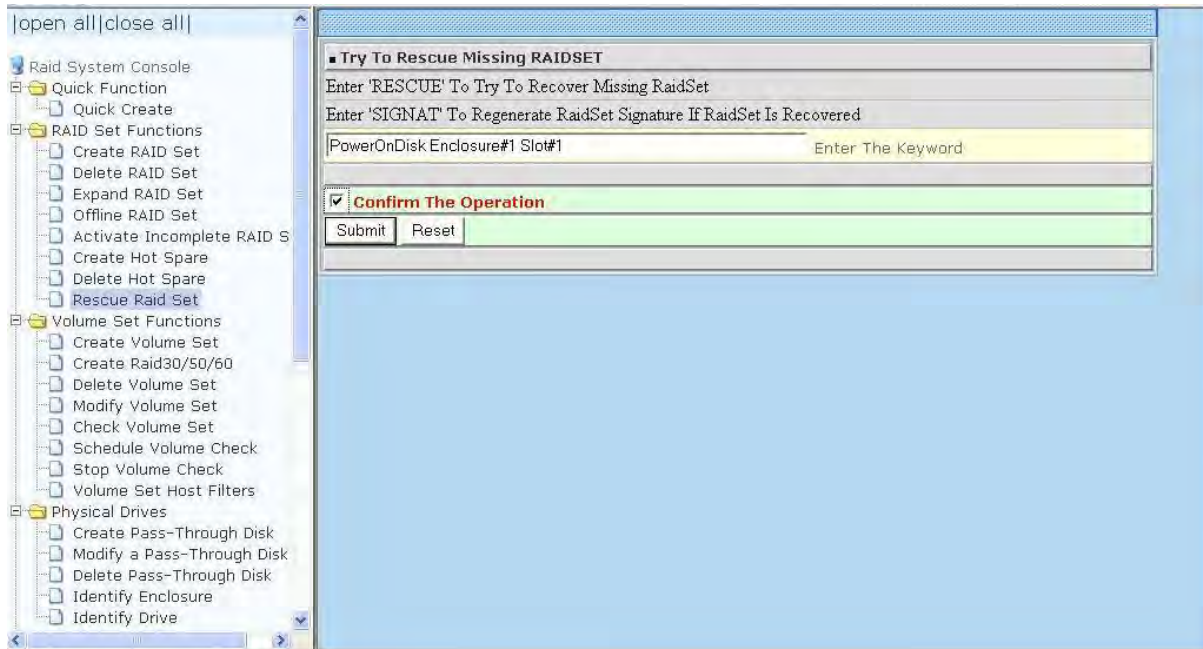 |open all|close all|
Raid System Console
Quick Function
Quick Create
RAID Set Functions
Create RAID Set
Delete RAID Set
Expand RAID Set
Offline RAID Set
Activate Incomplete RAID S
Create Hot Spare
Delete Hot Spare
Rescue Raid Set
Volume Set Functions
Create Volume Set
Create Raid30/50/60
Delete Volume Set
Modify Volume Set
Check Volume Set
Schedule Volume Check
Stop Volume Check
Volume Set Host Filters
Physical Drives
Create Pass-Through Disk
Modify a Pass-Through Disk
Delete Pass-Through Disk
Identify Enclosure
Identify Drive
Try To Rescue Missing RAIDSET
Enter 'RESCUE' To Try To Recover Missing RaidSet
Enter 'SIGNAT' To Regenerate RaidSet Signature If RaidSet Is Recovered
PowerOnDisk Enclosure#1 Slot#1 Enter The Keyword
Confirm The Operation
Submit Reset